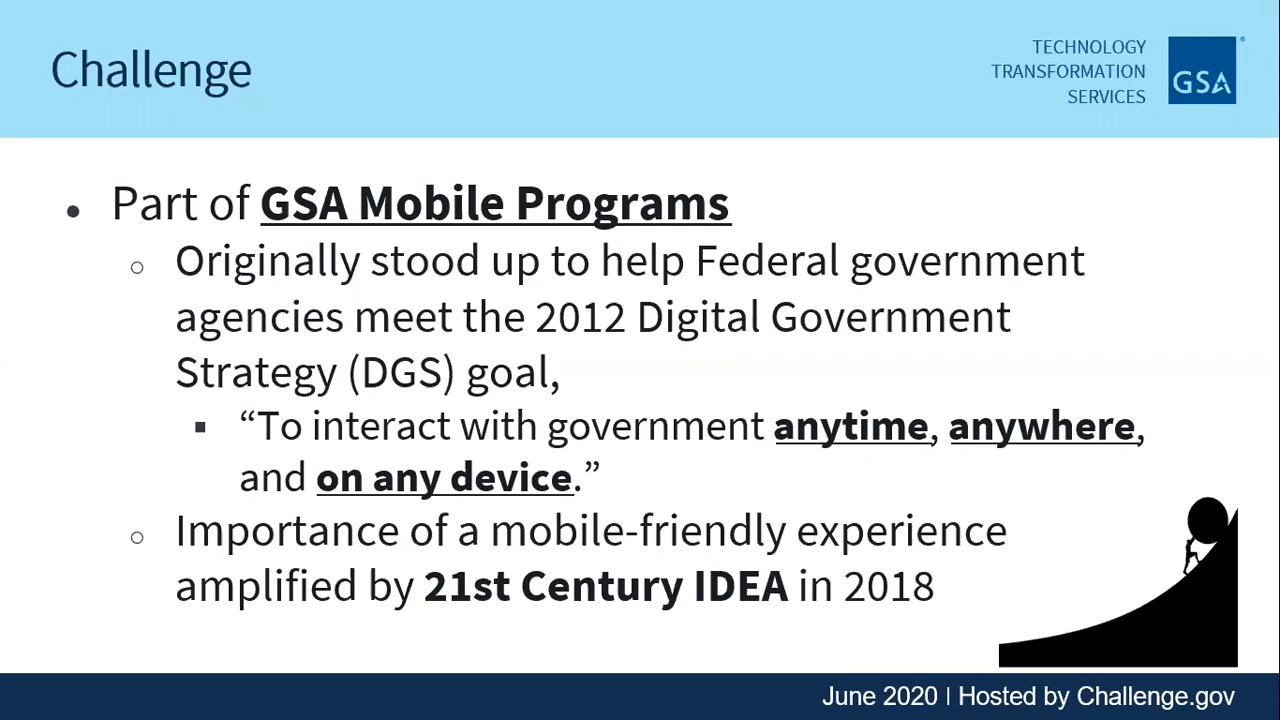 Challenge
TECHNOLOGY
TRANSFORMATION
SERVICES
GSA
®
• Part of GSA Mobile Programs
○ Originally stood up to help Federal government
agencies meet the 2012 Digital Government
Strategy (DGS) goal,
▪ “To interact with government anytime, anywhere,
and on any device.”
○ Importance of a mobile-friendly experience
amplified by 21st Century IDEA in 2018
June 2020 | Hosted by Challenge.gov